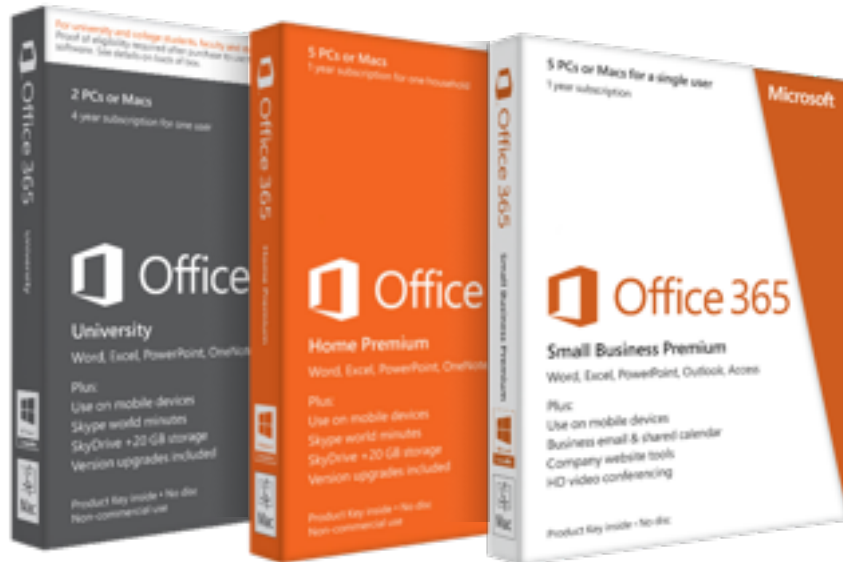 For university and college students, faculty and
Proof of eligibility required after purchase to
software. See details on back of box.
2 PCs or Macs
4 year subscription for one user
Office 365
University
Office
University
Word, Excel, PowerPoint, OneNote
Plus:
Use on mobile devices
Skype world minutes
SkyDrive +20 GB storage
Version upgrades included
Product Key inside • No disc
Non-commercial use
Mac
5 PCs or Macs
1 year subscription for one household
Office 365
Home Premium
Office
Home Premium
Word, Excel, PowerPoint, OneNote
Plus:
Use on mobile devices
Skype world minutes
SkyDrive +20 GB storage
Version upgrades included
Product Key inside • No disc
Non-commercial use
Mac
5 PCs or Macs for a single user
1 year subscription
Microsoft
Office 365
Small Business Premium
Office 365
Small Business Premium
Word, Excel, PowerPoint, Outlook, Access
Plus:
Use on mobile devices
Business email & shared calendar
Company website tools
HD video conferencing
Product Key inside • No disc
Mac